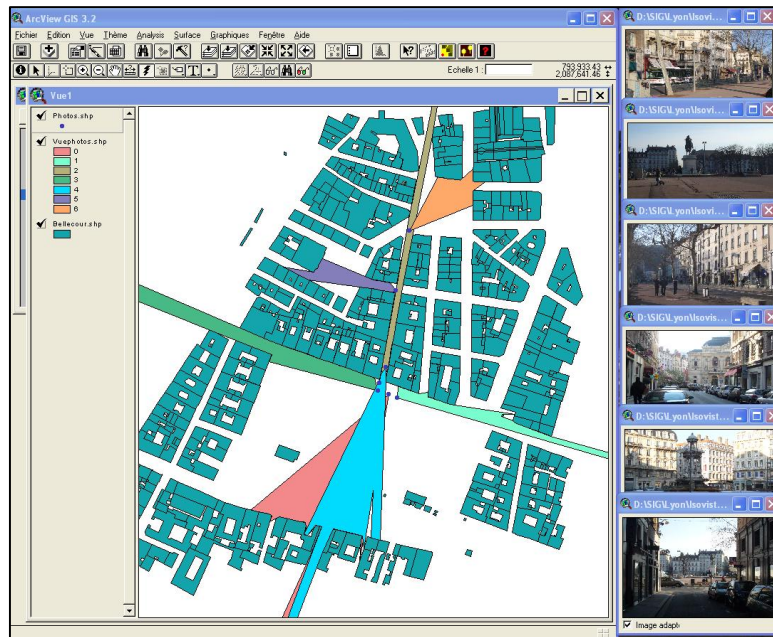 ArcView GIS 3.2
Fichier Edition Vue Thème Analysis Surface Graphiques Fenêtre Aide
Echelle 1 :
793,933.43
2,087,641.46
Vue1
Photos.shp
Vuephotos.shp
0
1
2
3
4
5
6
Bellecour.shp
D:\SIG\Lyon\Isovi
D:\SIG\Lyon\Isovi
D:\SIG\Lyon\Isovi
D:\SIG\Lyon\Isovist...
D:\SIG\Lyon\Isovist...
D:\SIG\Lyon\Isovist...
Image adapt